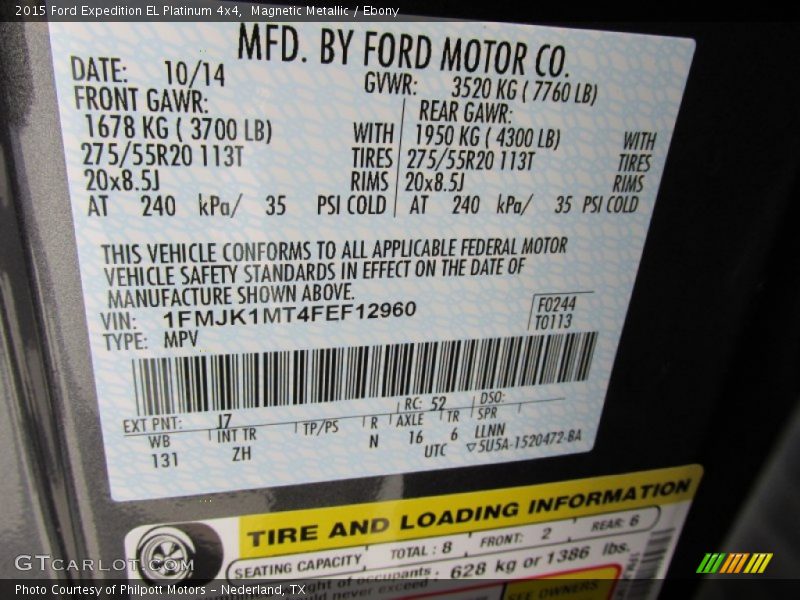 2015 Ford Expedition EL Platinum 4x4, Magnetic Metallic / Ebony
MFD. BY FORD MOTOR CO.
DATE: 10/14 GVWR: 3520 KG ( 7760 LB)
FRONT GAWR: REAR GAWR:
1678 KG ( 3700 LB) WITH 1950 KG ( 4300 LB) WITH
275/55R20 113T TIRES 275/55R20 113T TIRES
20x8.5J RIMS 20x8.5J RIMS
AT 240 kPa/ 35 PSI COLD AT 240 kPa/ 35 PSI COLD
THIS VEHICLE CONFORMS TO ALL APPLICABLE FEDERAL MOTOR
VEHICLE SAFETY STANDARDS IN EFFECT ON THE DATE OF
MANUFACTURE SHOWN ABOVE.
VIN: 1FMJK1MT4FEF12960 F0244
TYPE: MPV T0113
EXT PNT: J7 RC: 52 DSO:
WB INT TR TP/PS R AXLE TR SPR
131 ZH N 16 6 LLNN
UTC ▽5U5A-1520472-BA
TIRE AND LOADING INFORMATION
SEATING CAPACITY TOTAL : 8 FRONT: 2 REAR: 6
weight of occupants 628 kg or 1386 lbs.
never exceed
SEE OWNERS
GTcarlot.com
Photo Courtesy of Philpott Motors - Nederland, TX